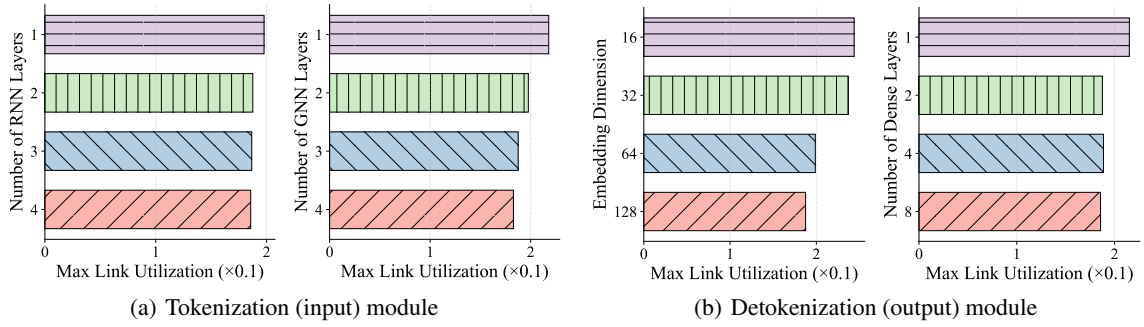 Number of RNN Layers
1
2
3
4
0 1 2
Max Link Utilization (×0.1)
Number of GNN Layers
1
2
3
4
0 1 2
Max Link Utilization (×0.1)
(a) Tokenization (input) module
Embedding Dimension
16
32
64
128
0 1 2
Max Link Utilization (×0.1)
Number of Dense Layers
1
2
4
8
0 1 2
Max Link Utilization (×0.1)
(b) Detokenization (output) module